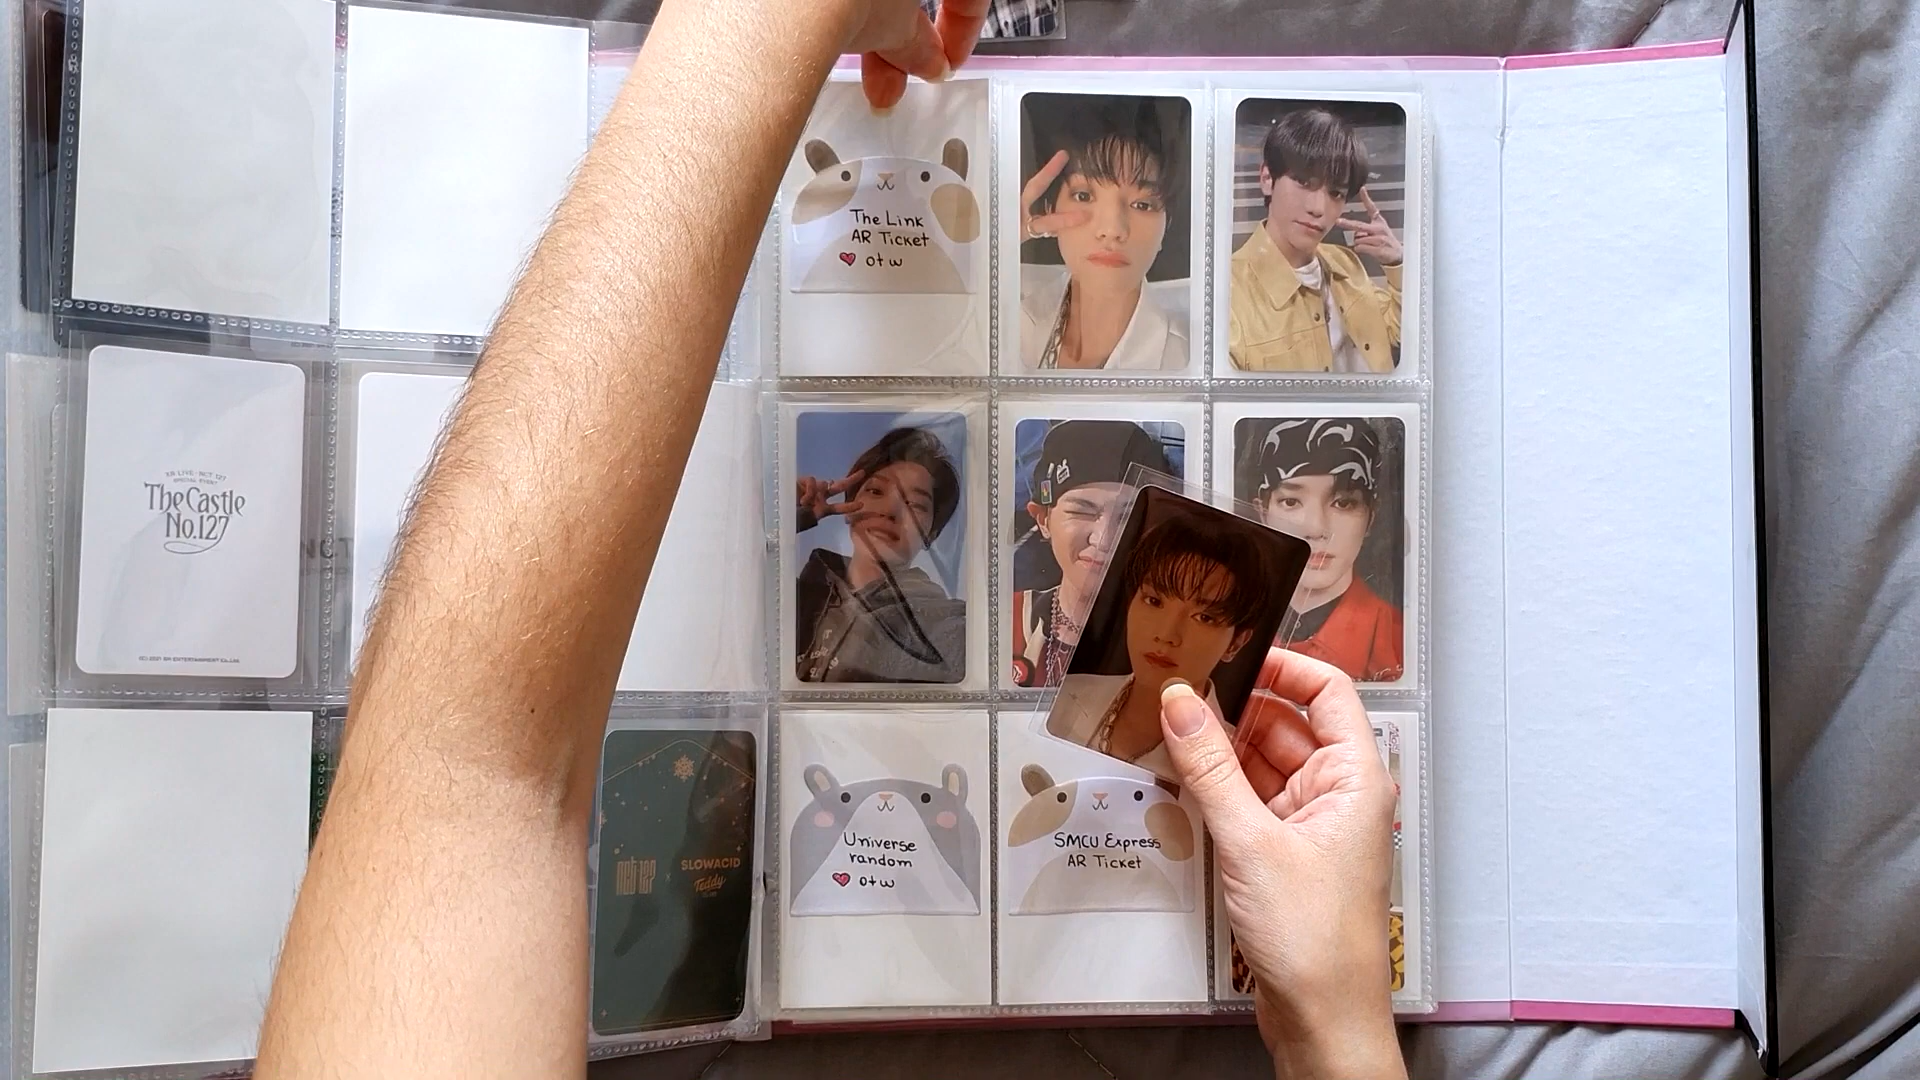 The Link
AR Ticket
otw
The Castle
No.127
Universe
random
otw
SMCU Express
AR Ticket
NCT 127
SLOWACID
Teddy